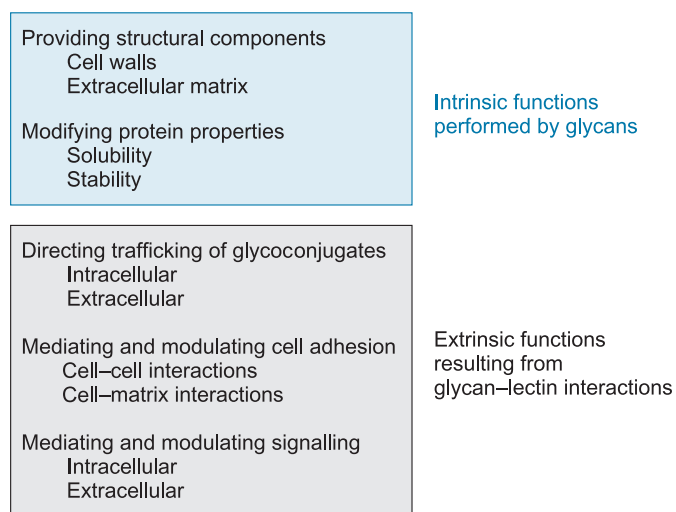 Providing structural components
Cell walls
Extracellular matrix
Modifying protein properties
Solubility
Stability
Intrinsic functions
performed by glycans
Directing trafficking of glycoconjugates
Intracellular
Extracellular
Mediating and modulating cell adhesion
Cell–cell interactions
Cell–matrix interactions
Mediating and modulating signalling
Intracellular
Extracellular
Extrinsic functions
resulting from
glycan–lectin interactions